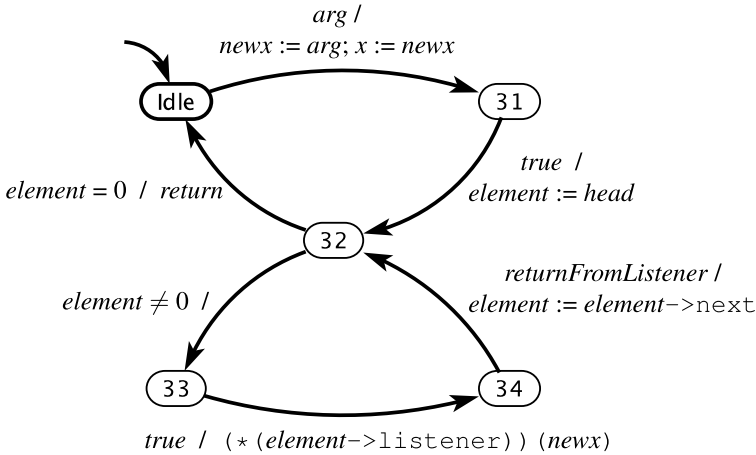 arg /
newx := arg; x := newx
Idle
31
true /
element := head
element = 0 / return
32
returnFromListener /
element := element->next
element ≠ 0 /
33
34
true / (*(element->listener))(newx)